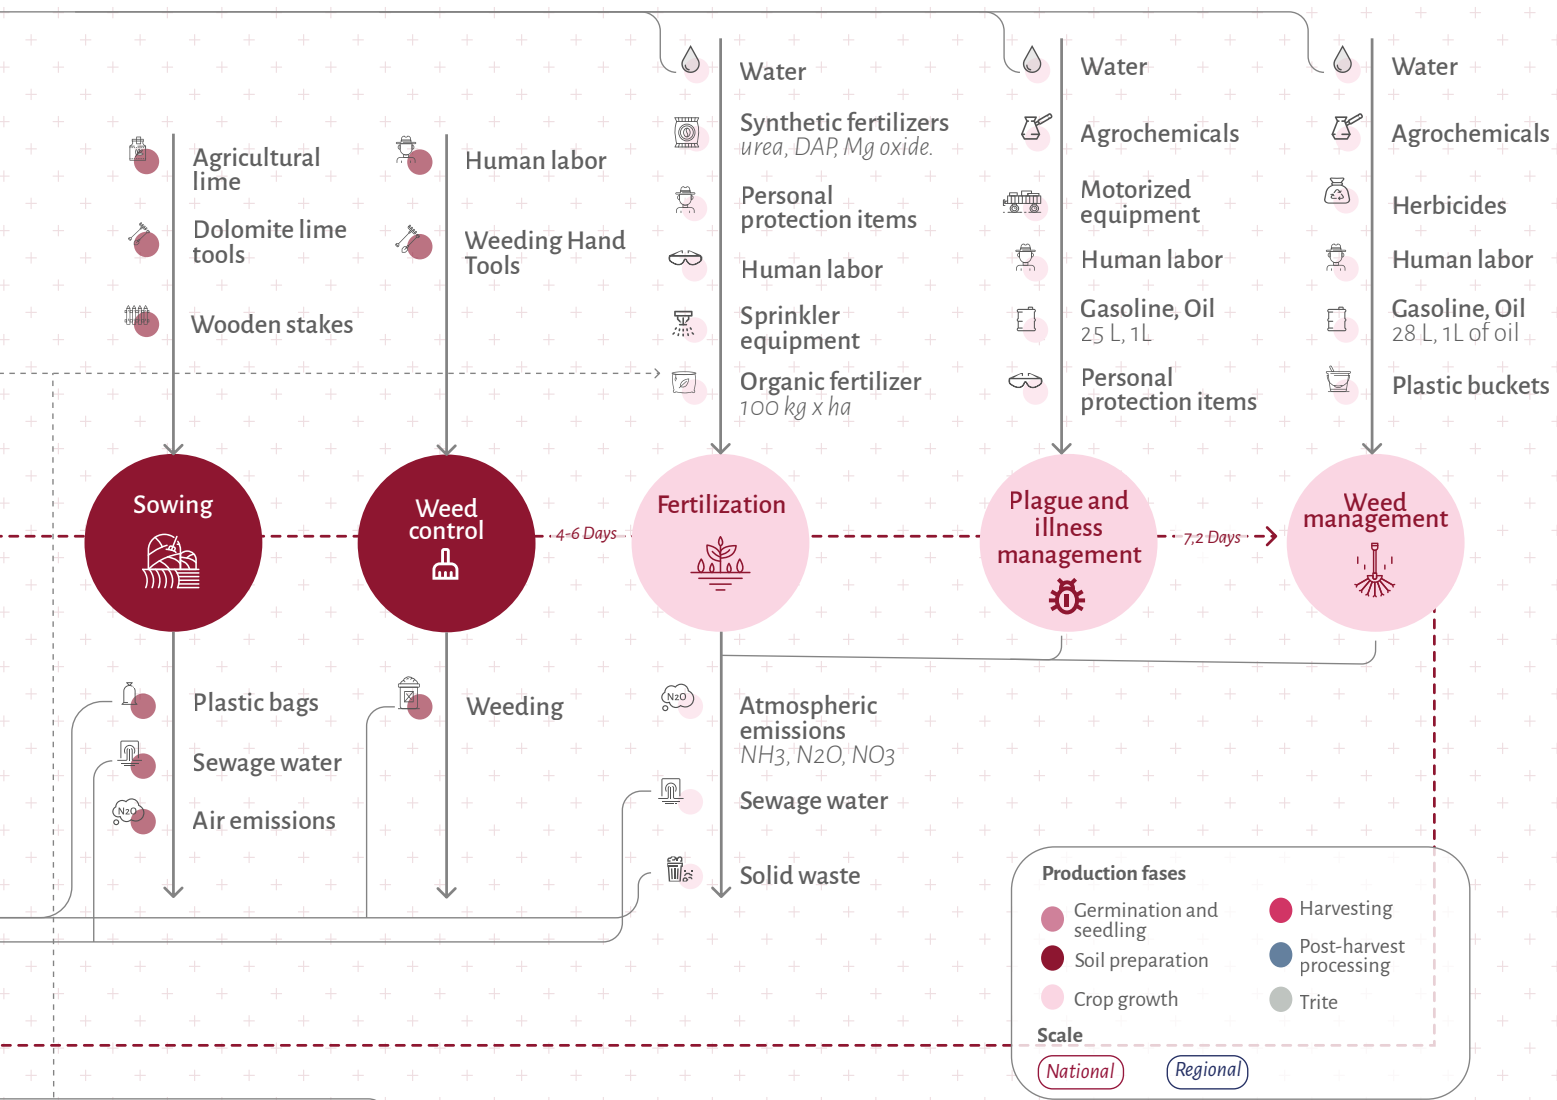 Agricultural
lime
Dolomite lime
tools
Wooden stakes
Sowing
Plastic bags
Sewage water
N2O
Air emissions
Human labor
Weeding Hand
Tools
Weed
control
Weeding
4-6 Days
Water
Synthetic fertilizers
urea, DAP, Mg oxide.
Personal
protection items
Human labor
Sprinkler
equipment
Organic fertilizer
100 kg x ha
Fertilization
N2O
Atmospheric
emissions
NH3, N2O, NO3
Sewage water
Solid waste
Water
Agrochemicals
Motorized
equipment
Human labor
Gasoline, Oil
25 L, 1L
Personal
protection items
Plague and
illness
management
7,2 Days
Water
Agrochemicals
Herbicides
Human labor
Gasoline, Oil
28 L, 1L of oil
Plastic buckets
Weed
management
Production fases
Germination and
seedling
Soil preparation
Crop growth
Harvesting
Post-harvest
processing
Trite
Scale
National
Regional